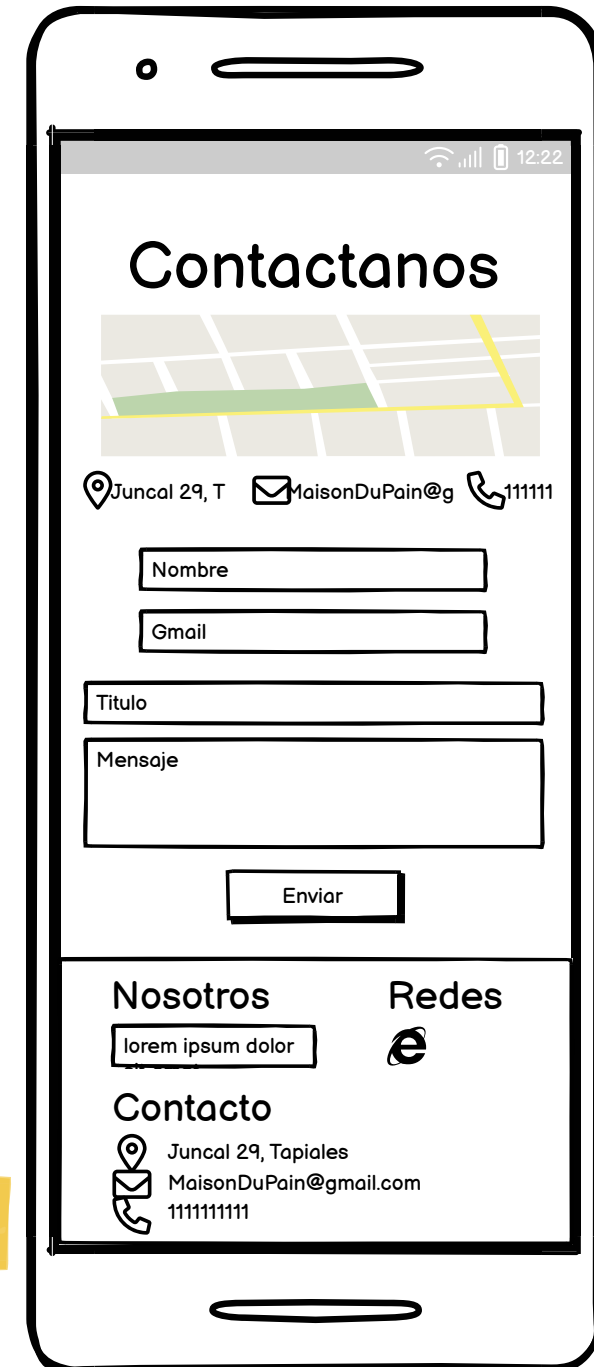 12:22
Contactanos
Juncal 29, T MaisonDuPain@g 111111
Nombre
Gmail
Titulo
Mensaje
Enviar
Nosotros Redes
lorem ipsum dolor
Contacto
Juncal 29, Tapiales
MaisonDuPain@gmail.com
1111111111